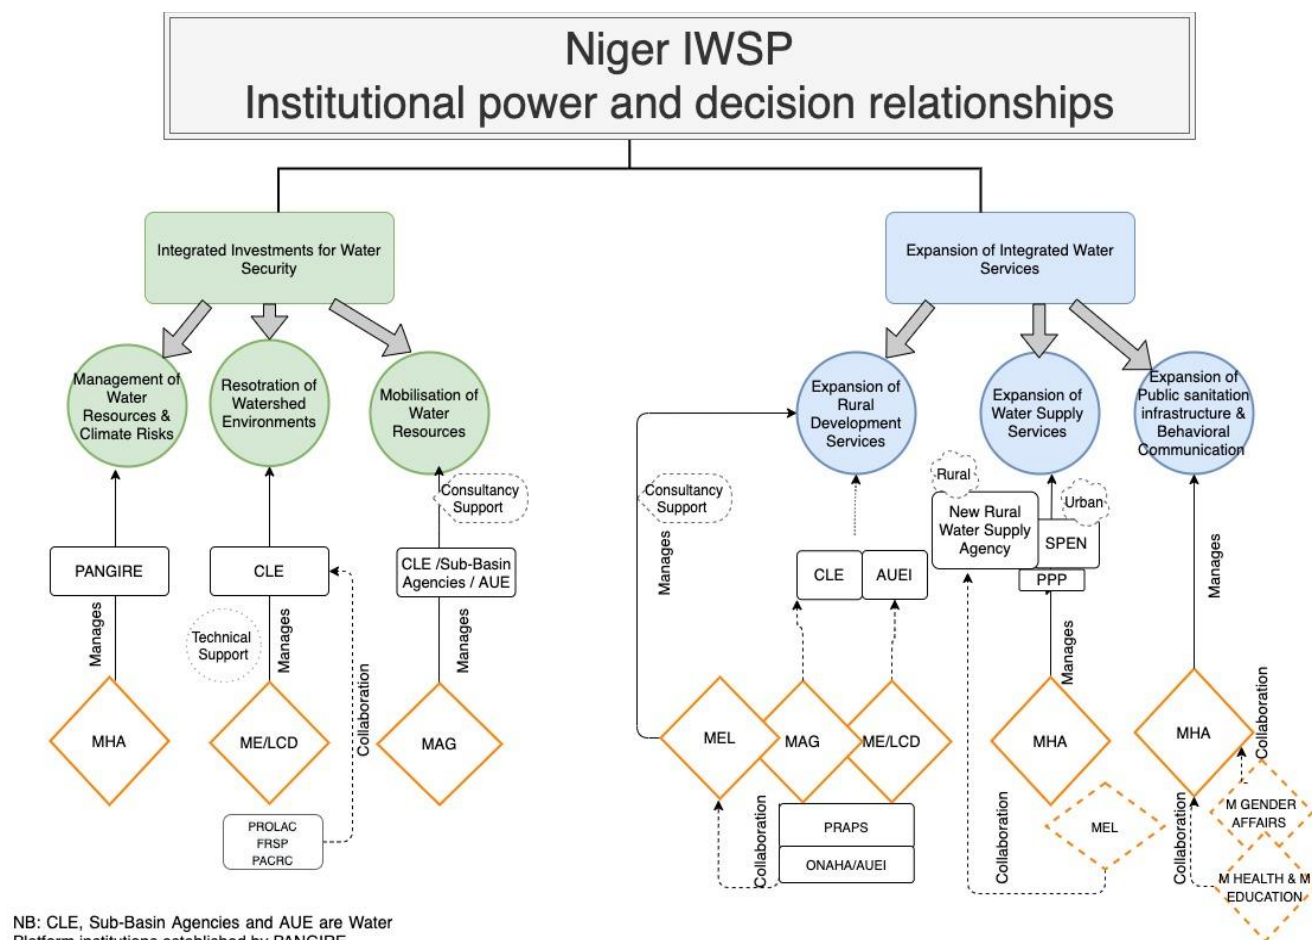 Niger IWSP
Institutional power and decision relationships
Integrated Investments for Water
Security
Expansion of Integrated Water
Services
Management of
Water
Resources &
Climate Risks
Resotration of
Watershed
Environments
Mobilisation of
Water
Resources
Expansion of
Rural
Development
Services
Expansion of
Water Supply
Services
Expansion of
Public sanitation
infrastructure &
Behavioral
Communication
Consultancy
Support
Consultancy
Support
Rural
Urban
New Rural
Water Supply
Agency
SPEN
PPP
PANGIRE
CLE
CLE /Sub-Basin
Agencies / AUE
CLE
AUEI
Manages
Technical
Support
Manages
Collaboration
Manages
Manages
Manages
Manages
Collaboration
MHA
ME/LCD
MAG
MEL
MAG
ME/LCD
MHA
MHA
PROLAC
FRSP
PACRC
Collaboration
PRAPS
ONAHA/AUEI
Collaboration
MEL
Collaboration
M GENDER
AFFAIRS
M HEALTH & M
EDUCATION
NB: CLE, Sub-Basin Agencies and AUE are Water
Platform institutions established by PANGIRE